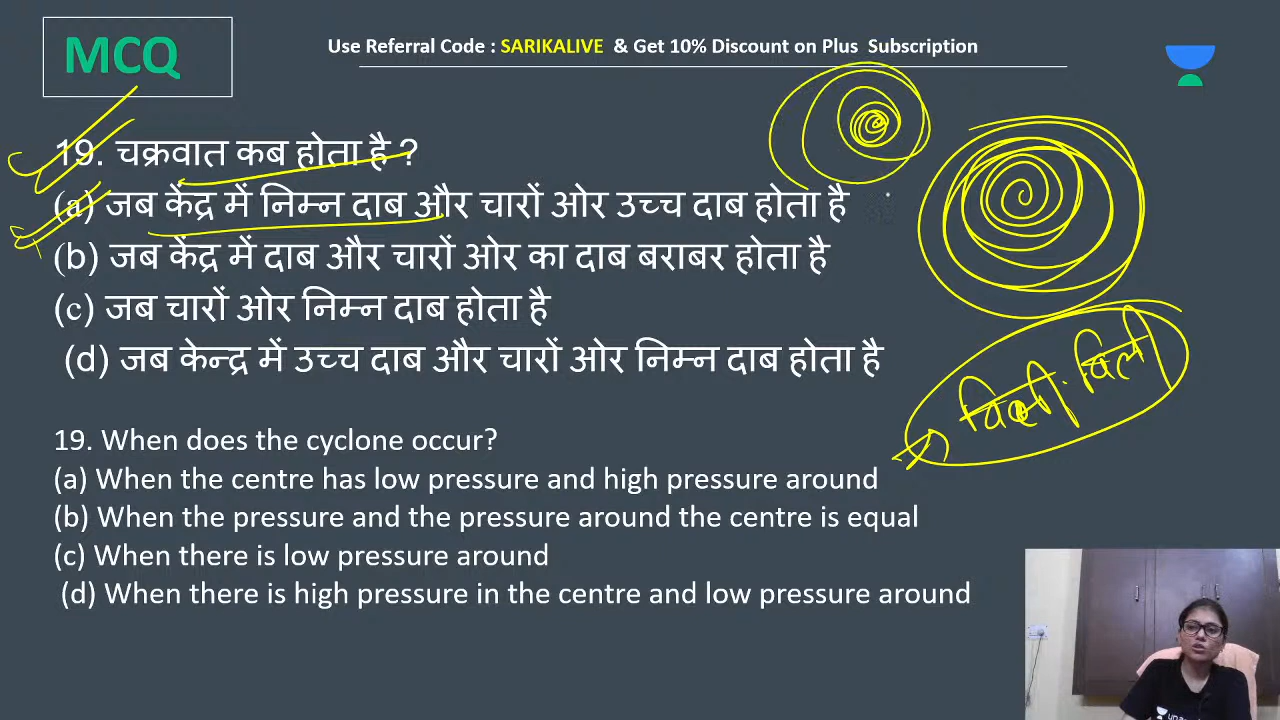 MCQ
Use Referral Code : SARIKALIVE & Get 10% Discount on Plus Subscription
19. चक्रवात कब होता है ?
(a) जब केंद्र में निम्न दाब और चारों ओर उच्च दाब होता है
(b) जब केंद्र में दाब और चारों ओर का दाब बराबर होता है
(c) जब चारों ओर निम्न दाब होता है
(d) जब केन्द्र में उच्च दाब और चारों ओर निम्न दाब होता है
19. When does the cyclone occur?
(a) When the centre has low pressure and high pressure around
(b) When the pressure and the pressure around the centre is equal
(c) When there is low pressure around
(d) When there is high pressure in the centre and low pressure around